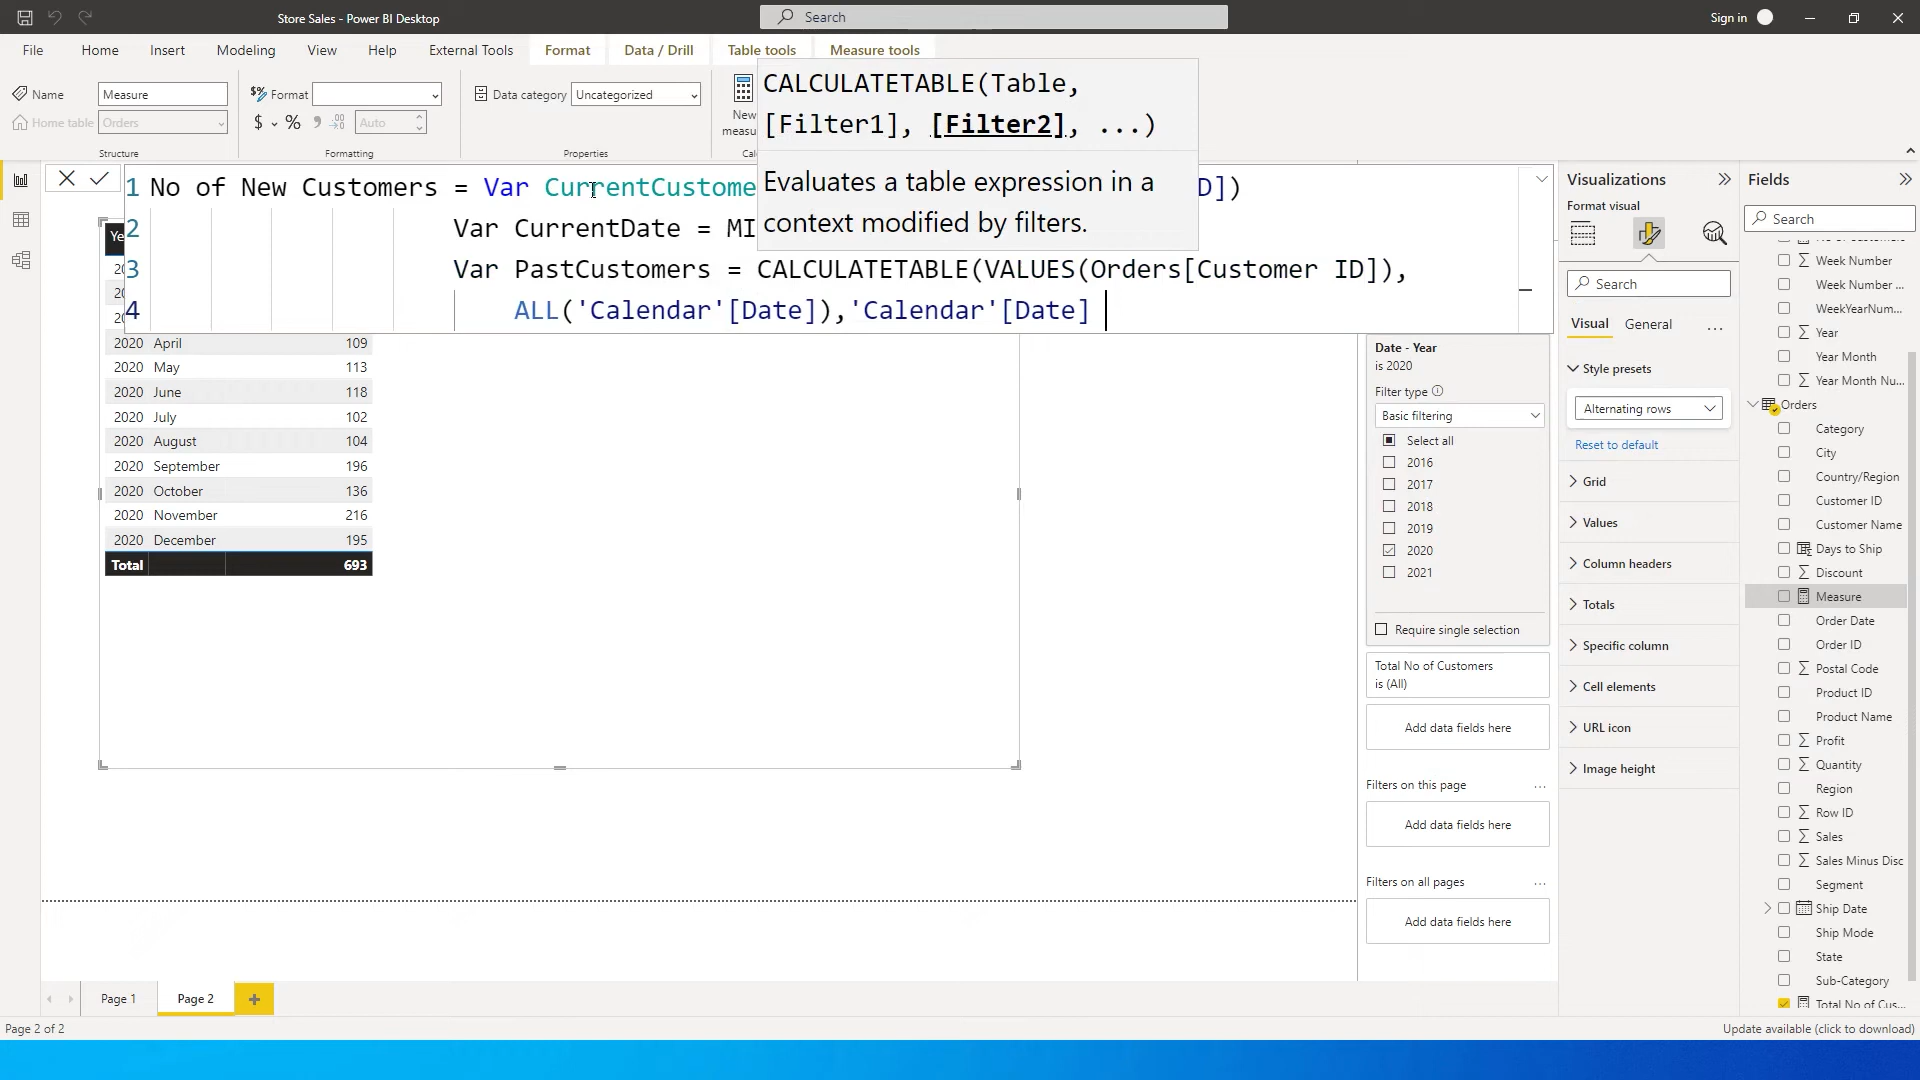 Store Sales - Power BI Desktop
Search
Sign in
File
Home
Insert
Modeling
View
Help
External Tools
Format
Data / Drill
Table tools
Measure tools
Name
Measure
Home table
Orders
Structure
Format
$
%
Auto
Formatting
Data category
Uncategorized
Properties
New
CALCULATETABLE(Table,
[Filter1], [Filter2], ...)
Evaluates a table expression in a
context modified by filters.
1 No of New Customers = Var CurrentCustome D])
2 Var CurrentDate = MI
3 Var PastCustomers = CALCULATETABLE(VALUES(Orders[Customer ID]),
4 ALL('Calendar'[Date]),'Calendar'[Date]
2020 April 109
2020 May 113
2020 June 118
2020 July 102
2020 August 104
2020 September 196
2020 October 136
2020 November 216
2020 December 195
Total 693
Date - Year
is 2020
Filter type
Basic filtering
Select all
2016
2017
2018
2019
2020
2021
Require single selection
Total No of Customers
is (All)
Add data fields here
Filters on this page
...
Add data fields here
Filters on all pages
...
Add data fields here
Visualizations
Format visual
Search
Visual
General
...
Style presets
Alternating rows
Reset to default
Grid
Values
Column headers
Totals
Specific column
Cell elements
URL icon
Image height
Fields
Search
Week Number
Week Number ...
WeekYearNum...
Year
Year Month
Year Month Nu...
Orders
Category
City
Country/Region
Customer ID
Customer Name
Days to Ship
Discount
Measure
Order Date
Order ID
Postal Code
Product ID
Product Name
Profit
Quantity
Region
Row ID
Sales
Sales Minus Disc
Segment
Ship Date
Ship Mode
State
Sub-Category
Total No of Cus...
Page 1
Page 2
Page 2 of 2
Update available (click to download)